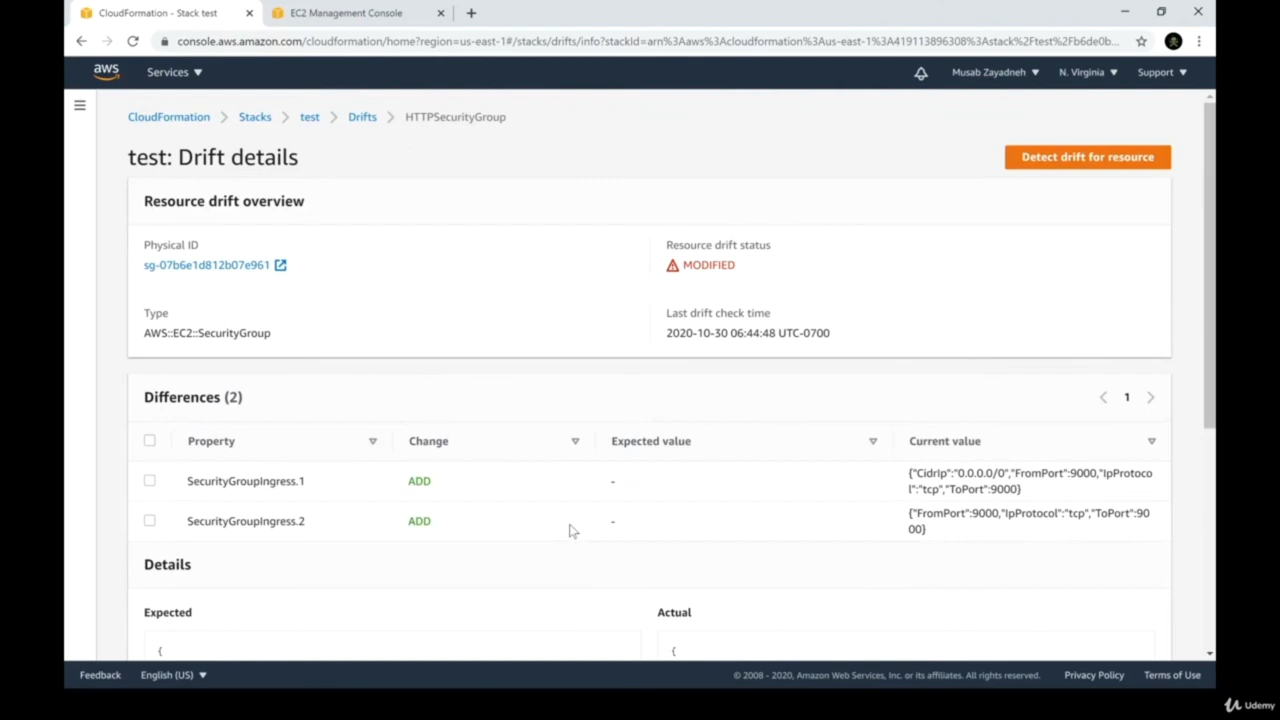 CloudFormation - Stack test
EC2 Management Console
console.aws.amazon.com/cloudformation/home?region=us-east-1#/stacks/drifts/info?stackId=arn%3Aaws%3Acloudformation%3Aus-east-1%3A419113896308%3Astack%2Ftest%2Fb6de0b...
aws Services Musab Zayadneh N. Virginia Support
CloudFormation Stacks test Drifts HTTPSecurityGroup
test: Drift details
Detect drift for resource
Resource drift overview
Physical ID
sg-07b6e1d812b07e961
Resource drift status
MODIFIED
Type
AWS::EC2::SecurityGroup
Last drift check time
2020-10-30 06:44:48 UTC-0700
Differences (2)
1
Property Change Expected value Current value
SecurityGroupIngress.1 ADD - {"CidrIp":"0.0.0.0/0","FromPort":9000,"IpProtoco
l":"tcp","ToPort":9000}
SecurityGroupIngress.2 ADD - {"FromPort":9000,"IpProtocol":"tcp","ToPort":90
00}
Details
Expected Actual
{ {
Feedback English (US) © 2008 - 2020, Amazon Web Services, Inc. or its affiliates. All rights reserved. Privacy Policy Terms of Use
Udemy